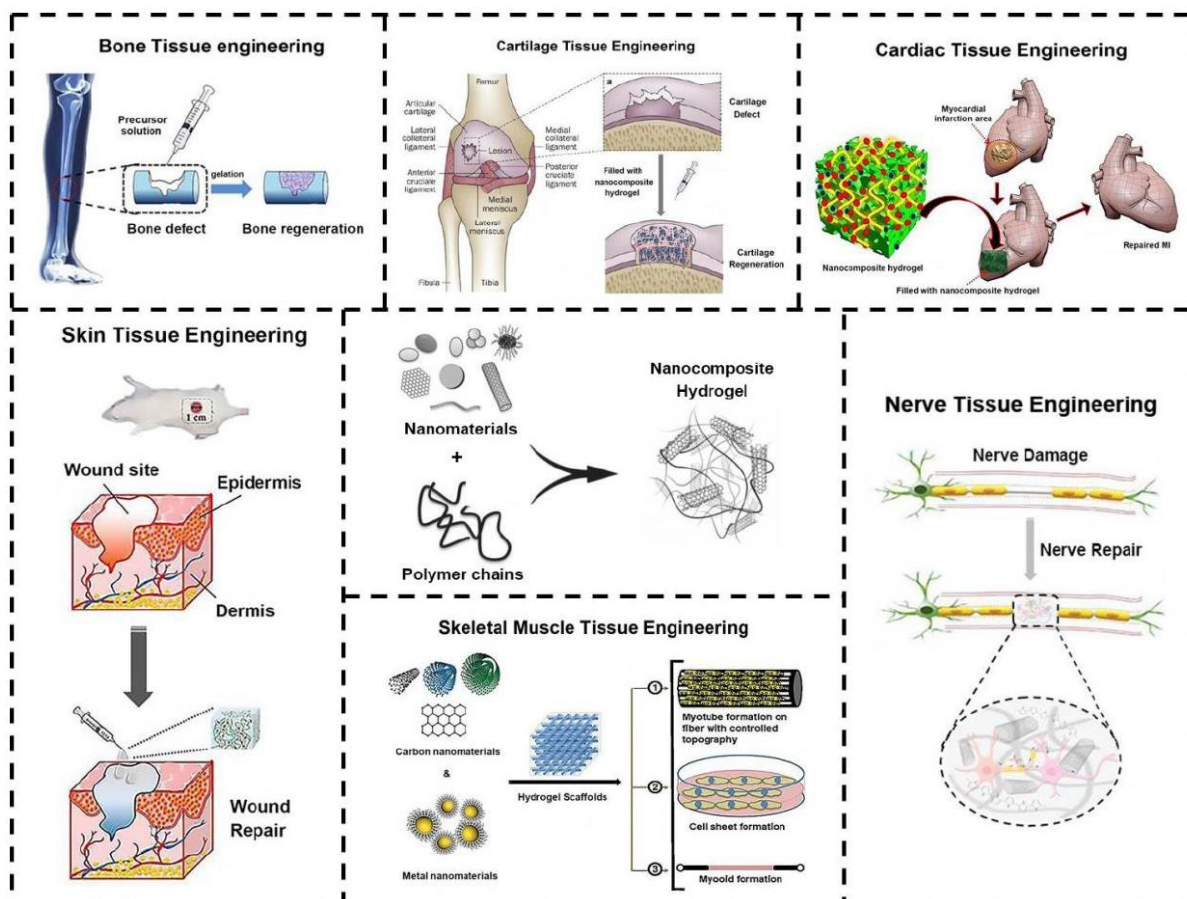 Bone Tissue engineering
Precursor
solution
gelation
Bone defect
Bone regeneration
Cartilage Tissue Engineering
Femur
Articular
cartilage
Lateral
collateral
ligament
Lesion
Medial
collateral
ligament
Anterior
cruciate
ligament
Posterior
cruciate
ligament
Medial
meniscus
Lateral
meniscus
Fibula
Tibia
a
Cartilage
Defect
Filled with
nanocomposite
hydrogel
Cartilage
Regeneration
Cardiac Tissue Engineering
Myocardial
infarction area
Nanocomposite hydrogel
Filled with nanocomposite hydrogel
Repaired MI
Skin Tissue Engineering
1 cm
Wound site
Epidermis
Dermis
Wound
Repair
Nanomaterials
+
Polymer chains
Nanocomposite
Hydrogel
Skeletal Muscle Tissue Engineering
Carbon nanomaterials
&
Metal nanomaterials
Hydrogel Scaffolds
1
Myotube formation on
fiber with controlled
topography
2
Cell sheet formation
3
Myooid formation
Nerve Tissue Engineering
Nerve Damage
Nerve Repair